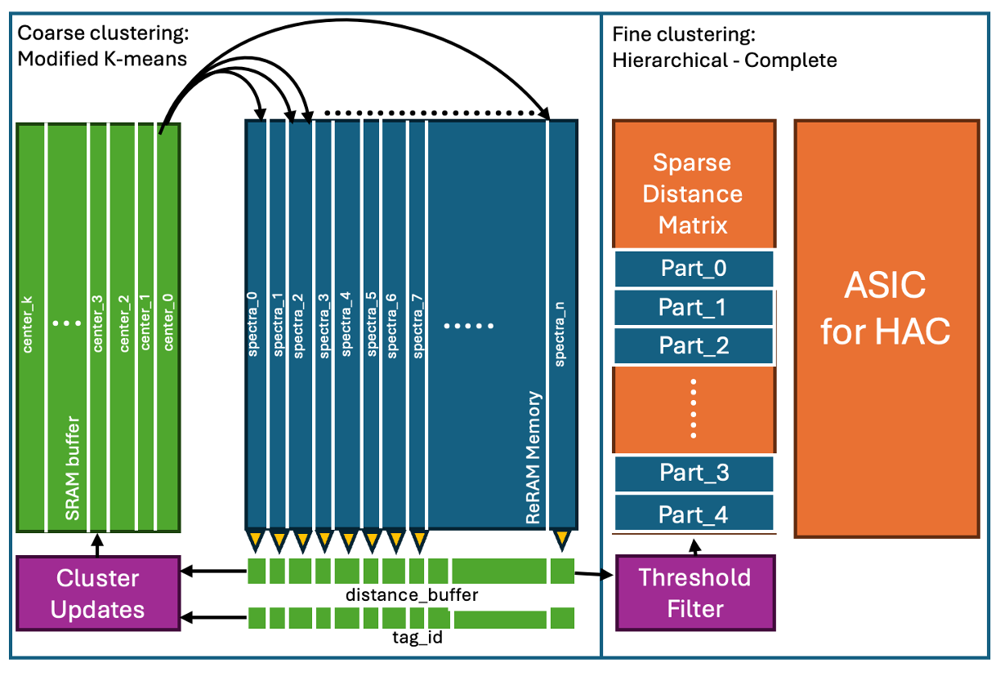 Coarse clustering:
Modified K-means
center_k
SRAM buffer
center_3
center_2
center_1
center_0
spectra_0
spectra_1
spectra_2
spectra_3
spectra_4
spectra_5
spectra_6
spectra_7
ReRAM Memory
spectra_n
Cluster
Updates
distance_buffer
tag_id
Fine clustering:
Hierarchical - Complete
Sparse
Distance
Matrix
Part_0
Part_1
Part_2
Part_3
Part_4
Threshold
Filter
ASIC
for HAC